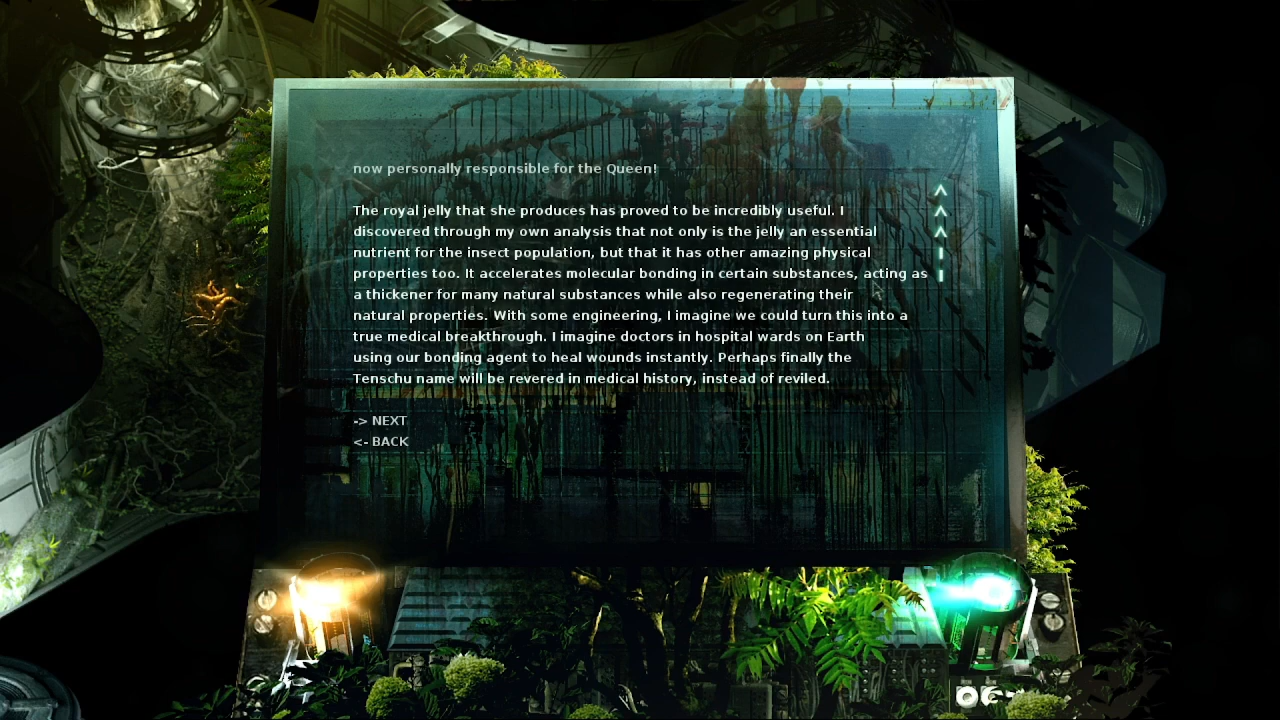 now personally responsible for the Queen!
The royal jelly that she produces has proved to be incredibly useful. I
discovered through my own analysis that not only is the jelly an essential
nutrient for the insect population, but that it has other amazing physical
properties too. It accelerates molecular bonding in certain substances, acting as
a thickener for many natural substances while also regenerating their
natural properties. With some engineering, I imagine we could turn this into a
true medical breakthrough. I imagine doctors in hospital wards on Earth
using our bonding agent to heal wounds instantly. Perhaps finally the
Tenschu name will be revered in medical history, instead of reviled.
-> NEXT
<- BACK